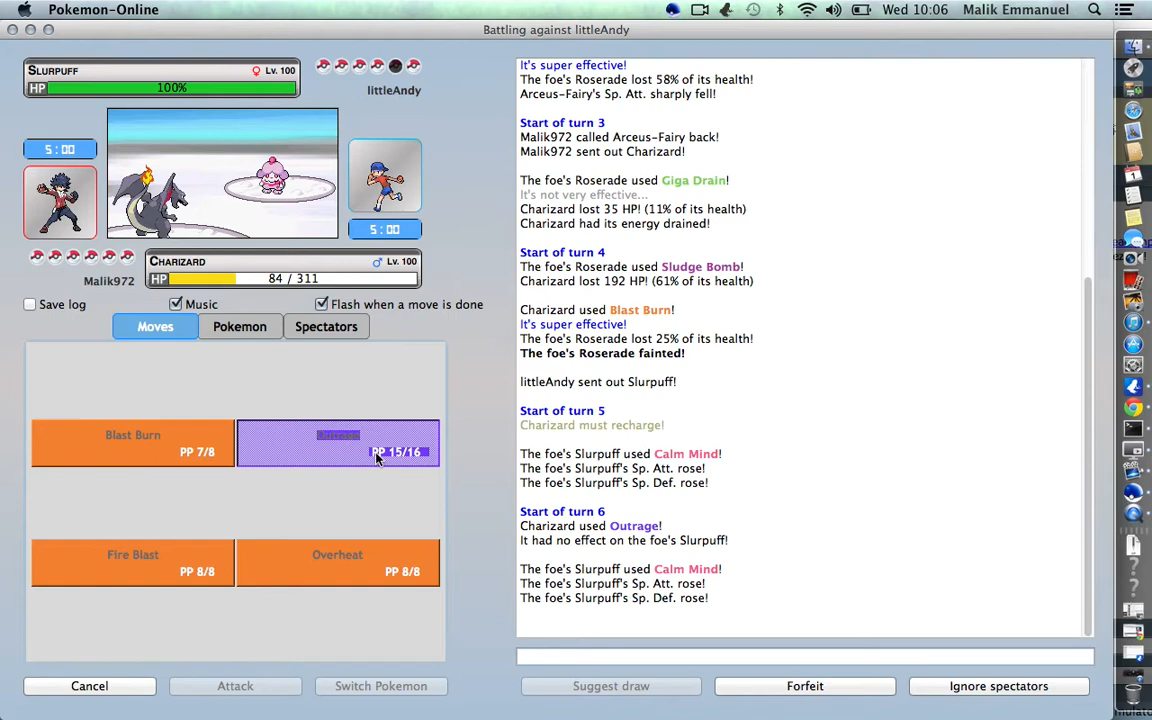 Pokemon-Online
Wed 10:06
Malik Emmanuel
Battling against littleAndy
SLURPUFF ♀ Lv. 100
HP 100%
littleAndy
5:00
5:00
CHARIZARD ♂ Lv. 100
HP 84 / 311
Malik972
Save log
Music
Flash when a move is done
Moves
Pokemon
Spectators
Blast Burn
PP 7/8
Outrage
PP 15/16
Fire Blast
PP 8/8
Overheat
PP 8/8
Cancel
Attack
Switch Pokemon
It's super effective!
The foe's Roserade lost 58% of its health!
Arceus-Fairy's Sp. Att. sharply fell!
Start of turn 3
Malik972 called Arceus-Fairy back!
Malik972 sent out Charizard!
The foe's Roserade used Giga Drain!
It's not very effective...
Charizard lost 35 HP! (11% of its health)
Charizard had its energy drained!
Start of turn 4
The foe's Roserade used Sludge Bomb!
Charizard lost 192 HP! (61% of its health)
Charizard used Blast Burn!
It's super effective!
The foe's Roserade lost 25% of its health!
The foe's Roserade fainted!
littleAndy sent out Slurpuff!
Start of turn 5
Charizard must recharge!
The foe's Slurpuff used Calm Mind!
The foe's Slurpuff's Sp. Att. rose!
The foe's Slurpuff's Sp. Def. rose!
Start of turn 6
Charizard used Outrage!
It had no effect on the foe's Slurpuff!
The foe's Slurpuff used Calm Mind!
The foe's Slurpuff's Sp. Att. rose!
The foe's Slurpuff's Sp. Def. rose!
Suggest draw
Forfeit
Ignore spectators